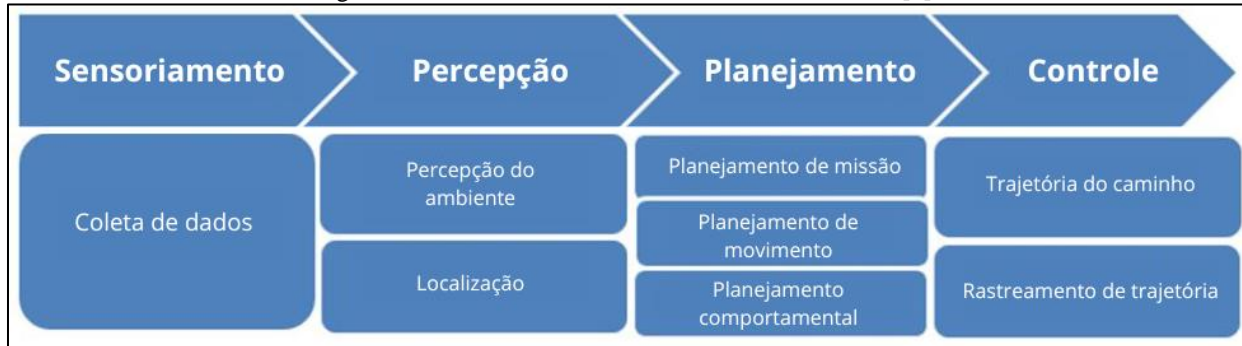 Sensoriamento
Percepção
Planejamento
Controle
Coleta de dados
Percepção do
ambiente
Localização
Planejamento de missão
Planejamento de
movimento
Planejamento
comportamental
Trajetória do caminho
Rastreamento de trajetória